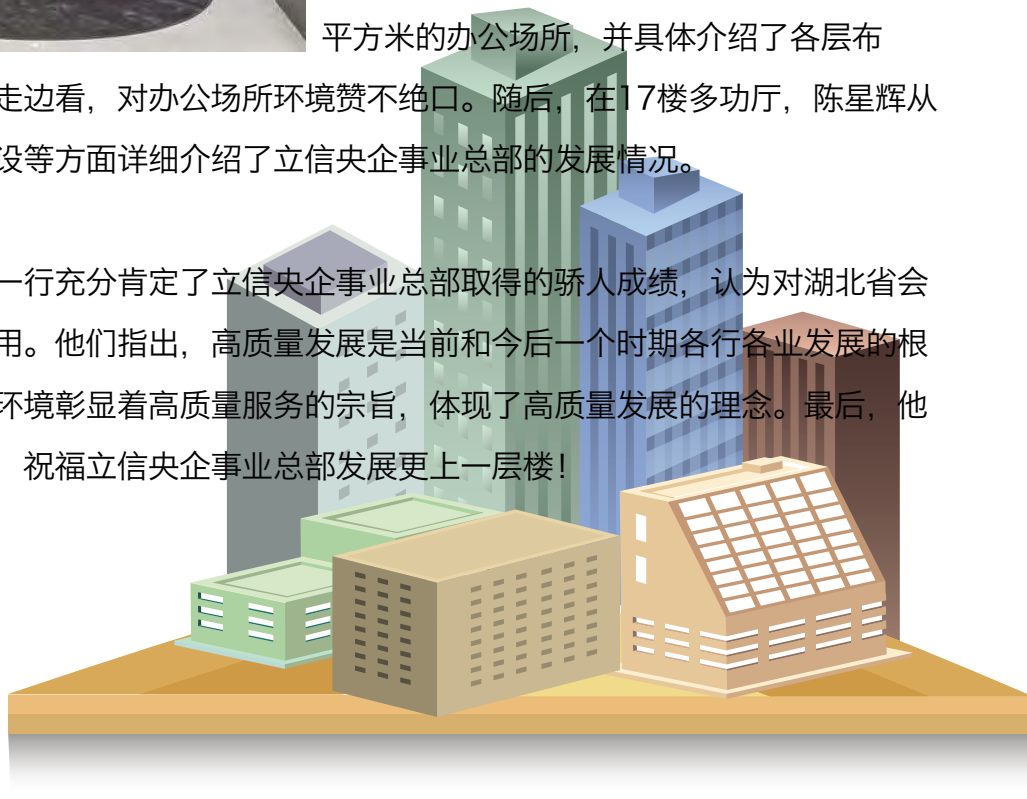 平方米的办公场所，并具体介绍了各层布
走边看，对办公场所环境赞不绝口。随后，在17楼多功厅，陈星辉从
设等方面详细介绍了立信央企事业总部的发展情况。
一行充分肯定了立信央企事业总部取得的骄人成绩，认为对湖北省会
用。他们指出，高质量发展是当前和今后一个时期各行各业发展的根
环境彰显着高质量服务的宗旨，体现了高质量发展的理念。最后，他
祝福立信央企事业总部发展更上一层楼！